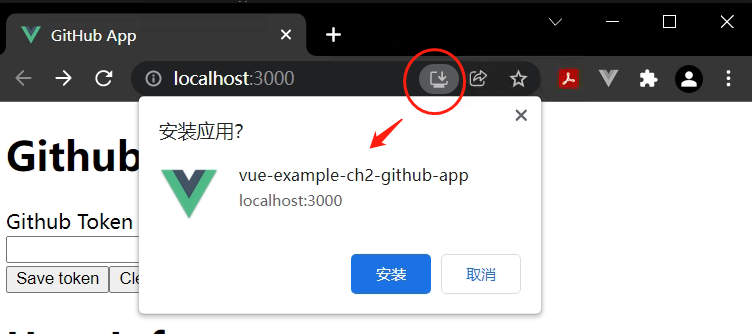 GitHub App
localhost:3000
安装应用？
vue-example-ch2-github-app
localhost:3000
安装
取消
Github
Github Token
Save token